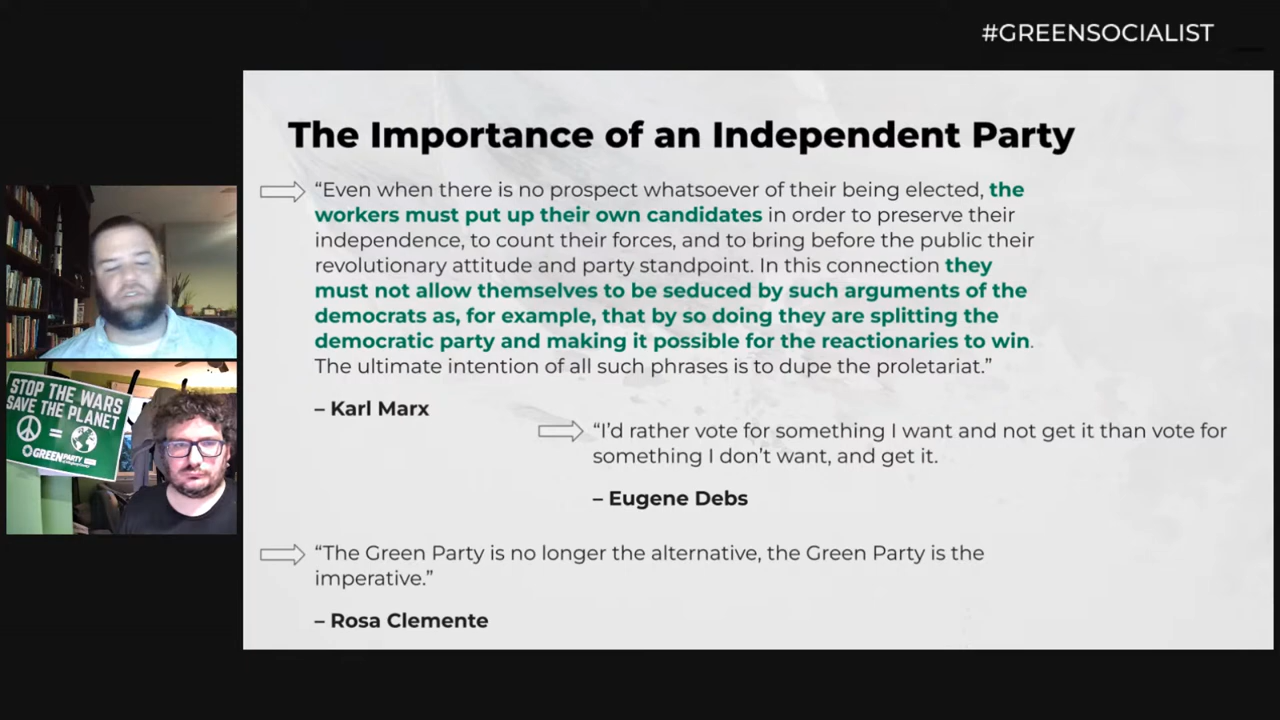 #GREENSOCIALIST
The Importance of an Independent Party
“Even when there is no prospect whatsoever of their being elected, the
workers must put up their own candidates in order to preserve their
independence, to count their forces, and to bring before the public their
revolutionary attitude and party standpoint. In this connection they
must not allow themselves to be seduced by such arguments of the
democrats as, for example, that by so doing they are splitting the
democratic party and making it possible for the reactionaries to win.
The ultimate intention of all such phrases is to dupe the proletariat.”
– Karl Marx
“I’d rather vote for something I want and not get it than vote for
something I don’t want, and get it.
– Eugene Debs
“The Green Party is no longer the alternative, the Green Party is the
imperative.”
– Rosa Clemente
STOP THE WARS
SAVE THE PLANET
=
GREEN PARTY